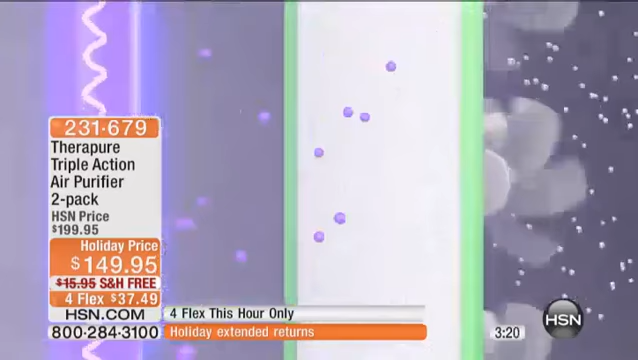 231-679
Therapure
Triple Action
Air Purifier
2-pack
HSN Price
$199.95
Holiday Price
$149.95
$15.95 S&H FREE
4 Flex $37.49
HSN.COM
800-284-3100
4 Flex This Hour Only
Holiday extended returns
3:20
HSN